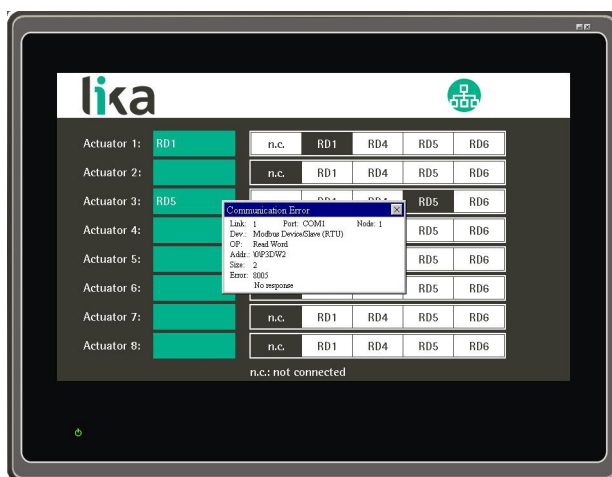 lika
Actuator 1: RD1 n.c. RD1 RD4 RD5 RD6
Actuator 2: n.c. RD1 RD4 RD5 RD6
Actuator 3: RD5 RD5 RD6
Communication Error
Link: 1 Port: COM1 Node: 1
Dev.: Modbus Device/Slave (RTU)
OP: Read Word
Addr.: \0\P3DW2
Size: 2
Error: 8005
No response
Actuator 4: RD5 RD6
Actuator 5: RD5 RD6
Actuator 6: RD5 RD6
Actuator 7: n.c. RD1 RD4 RD5 RD6
Actuator 8: n.c. RD1 RD4 RD5 RD6
n.c.: not connected